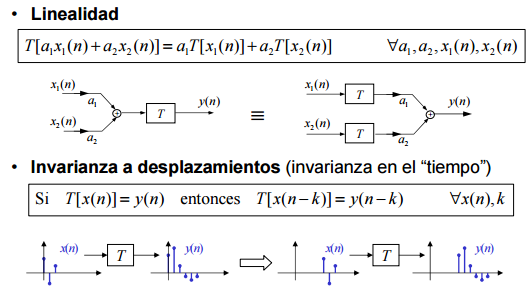 • Linealidad
T[a₁x₁(n)+a₂x₂(n)]=a₁T[x₁(n)]+a₂T[x₂(n)] ∀a₁,a₂,x₁(n),x₂(n)
x₁(n) a₁ x₂(n) a₂ + T y(n) ≡ x₁(n) T a₁ x₂(n) T a₂ + y(n)
• Invarianza a desplazamientos (invarianza en el “tiempo”)
Si T[x(n)]=y(n) entonces T[x(n−k)]=y(n−k) ∀x(n),k
x(n) T y(n) x(n) T y(n)